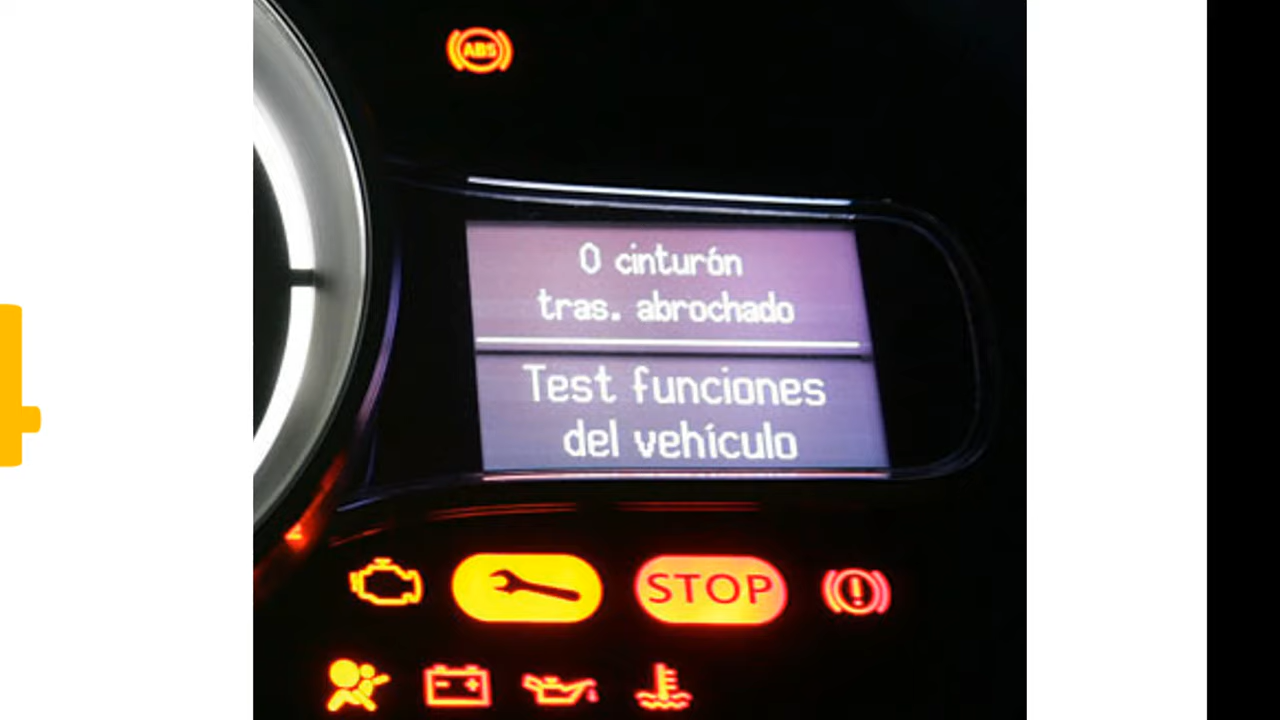 ABS
0 cinturón
tras. abrochado
Test funciones
del vehículo
STOP